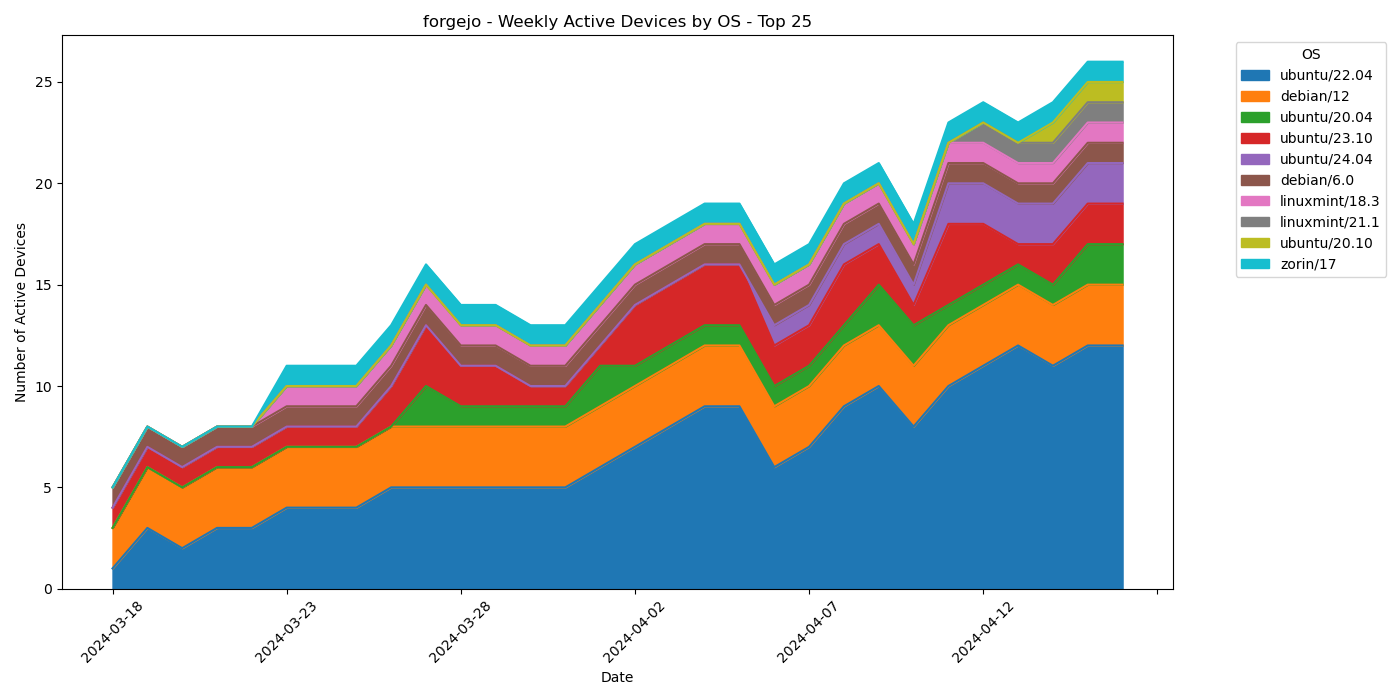 forgejo - Weekly Active Devices by OS - Top 25
Number of Active Devices
25
20
15
10
5
0
2024-03-18
2024-03-23
2024-03-28
2024-04-02
2024-04-07
2024-04-12
Date
OS
ubuntu/22.04
debian/12
ubuntu/20.04
ubuntu/23.10
ubuntu/24.04
debian/6.0
linuxmint/18.3
linuxmint/21.1
ubuntu/20.10
zorin/17